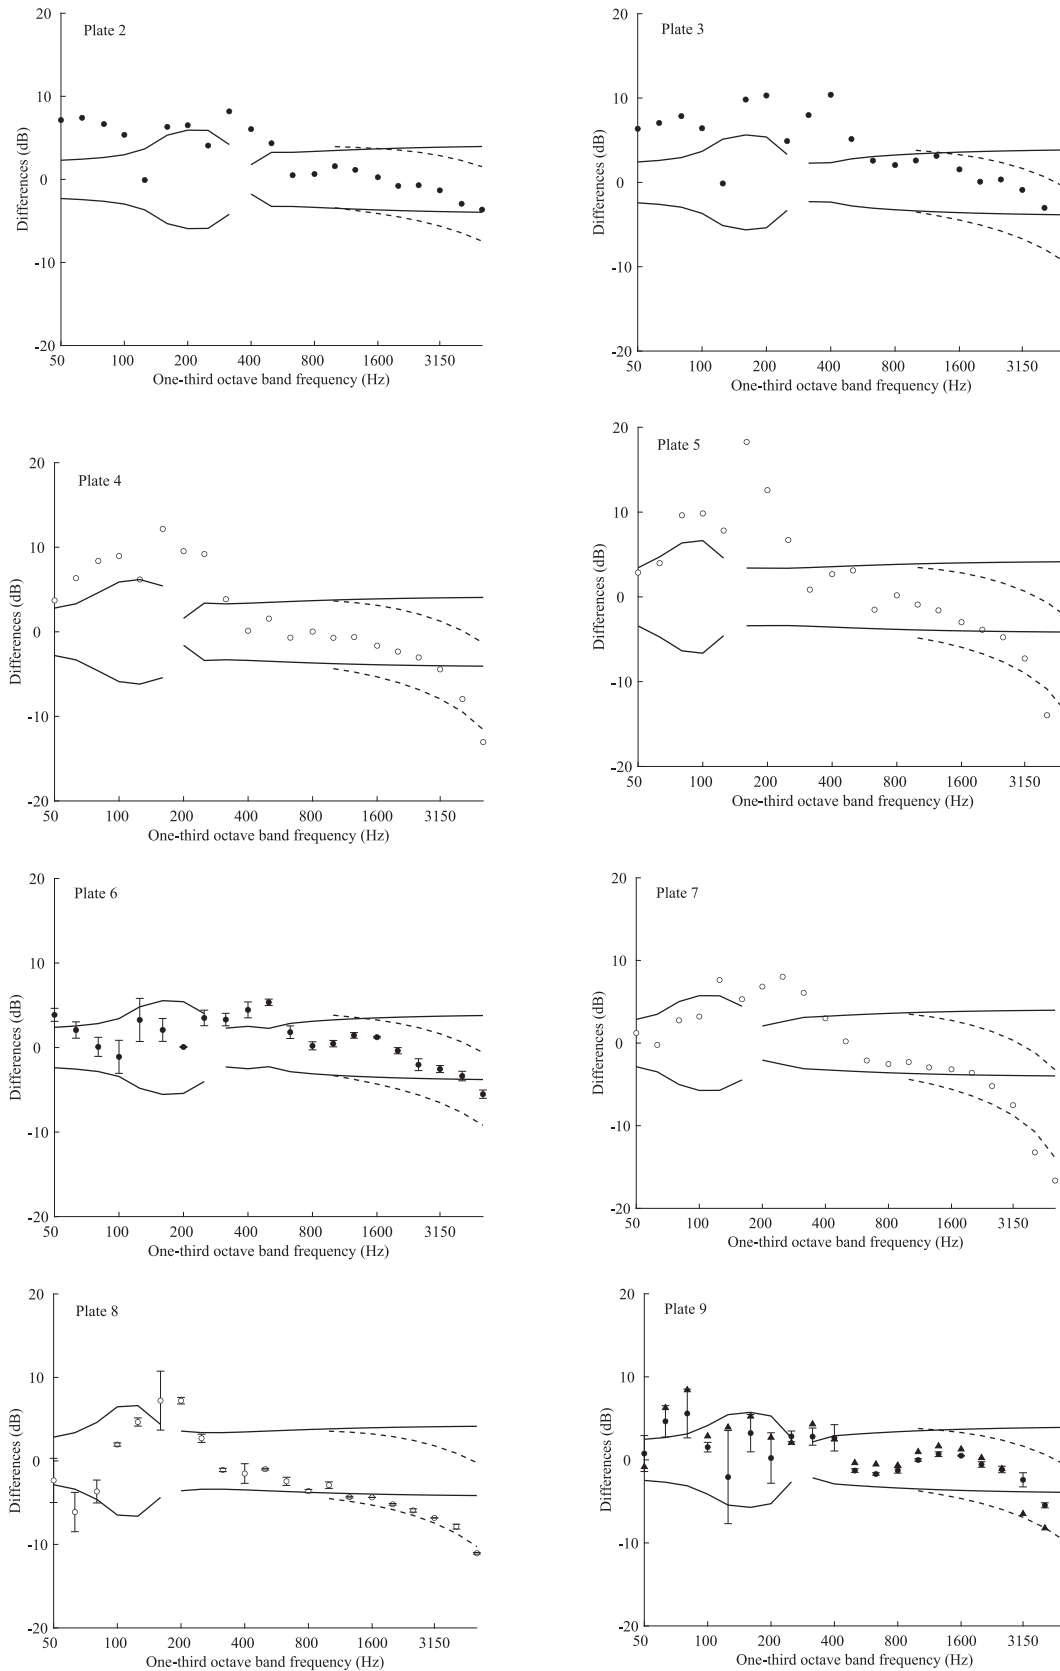 Plate 2
20
10
0
-10
-20
Differences (dB)
50 100 200 400 800 1600 3150
One-third octave band frequency (Hz)
Plate 3
20
10
0
-10
-20
Differences (dB)
50 100 200 400 800 1600 3150
One-third octave band frequency (Hz)
Plate 4
20
10
0
-10
-20
Differences (dB)
50 100 200 400 800 1600 3150
One-third octave band frequency (Hz)
Plate 5
20
10
0
-10
-20
Differences (dB)
50 100 200 400 800 1600 3150
One-third octave band frequency (Hz)
Plate 6
20
10
0
-10
-20
Differences (dB)
50 100 200 400 800 1600 3150
One-third octave band frequency (Hz)
Plate 7
20
10
0
-10
-20
Differences (dB)
50 100 200 400 800 1600 3150
One-third octave band frequency (Hz)
Plate 8
20
10
0
-10
-20
Differences (dB)
50 100 200 400 800 1600 3150
One-third octave band frequency (Hz)
Plate 9
20
10
0
-10
-20
Differences (dB)
50 100 200 400 800 1600 3150
One-third octave band frequency (Hz)